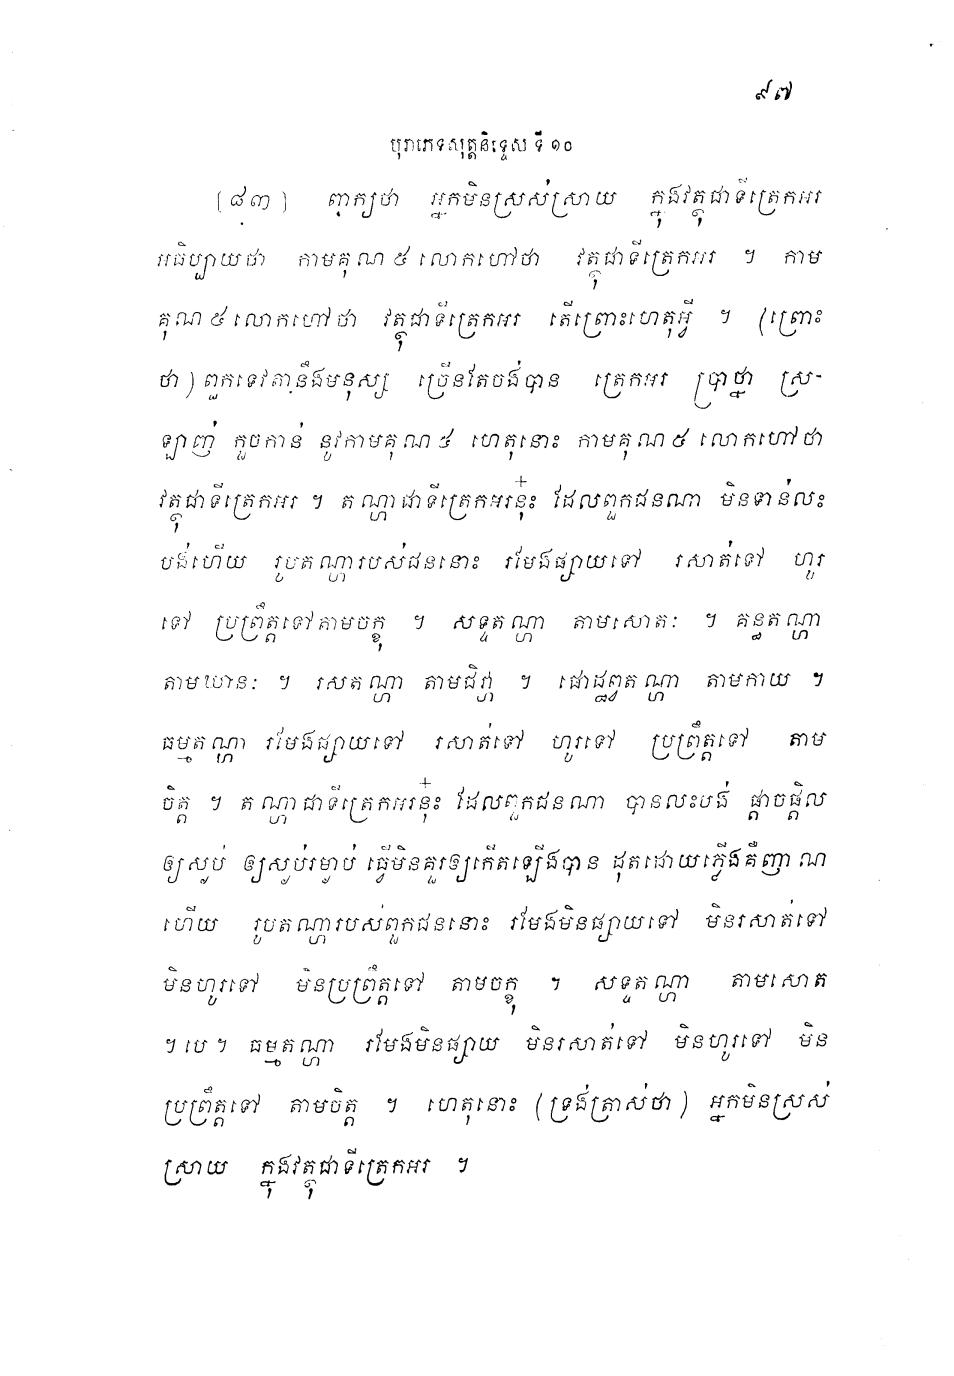 ៩៧
បុរាភេទសុត្តនិទ្ទេស ទី ១០
(៨៣) ពាក្យថា អ្នកមិនស្រស់ស្រាយ ក្នុងវត្ថុជាទីត្រេកអរ
អធិប្បាយថា កាមគុណ ៥ លោកហៅថា វត្ថុជាទីត្រេកអរ ។ កាម
គុណ ៥ លោកហៅថា វត្ថុជាទីត្រេកអរ តើព្រោះហេតុអ្វី ។ (ព្រោះ
ថា) ពួកទេវតានឹងមនុស្ស ច្រើនតែចង់បាន ត្រេកអរ ប្រាថ្នា ស្រ-
ឡាញ់ កួចកាន់ នូវកាមគុណ ៥ ហេតុនោះ កាមគុណ ៥ លោកហៅថា
វត្ថុជាទីត្រេកអរ ។ តណ្ហាជាទីត្រេកអរនុ៎ះ ដែលពួកជនណា មិនទាន់លះ
បង់ហើយ រូបតណ្ហារបស់ជននោះ រមែងផ្សាយទៅ រសាត់ទៅ ហូរ
ទៅ ប្រព្រឹត្តទៅតាមចក្ខុ ។ សទ្ទតណ្ហា តាមសោតៈ ។ គន្ធតណ្ហា
តាមឃានៈ ។ រសតណ្ហា តាមជិវ្ហា ។ ផោដ្ឋព្វតណ្ហា តាមកាយ ។
ធម្មតណ្ហា រមែងផ្សាយទៅ រសាត់ទៅ ហូរទៅ ប្រព្រឹត្តទៅ តាម
ចិត្ត ។ តណ្ហាជាទីត្រេកអរនុ៎ះ ដែលពួកជនណា បានលះបង់ ផ្តាច់ផ្តិល
ឲ្យស្ងប់ ឲ្យស្ងប់រម្ងាប់ ធ្វើមិនគួរឲ្យកើតឡើងបាន ដុតដោយភ្លើងគឺញាណ
ហើយ រូបតណ្ហារបស់ពួកជននោះ រមែងមិនផ្សាយទៅ មិនរសាត់ទៅ
មិនហូរទៅ មិនប្រព្រឹត្តទៅ តាមចក្ខុ ។ សទ្ទតណ្ហា តាមសោត
។ បេ ។ ធម្មតណ្ហា រមែងមិនផ្សាយ មិនរសាត់ទៅ មិនហូរទៅ មិន
ប្រព្រឹត្តទៅ តាមចិត្ត ។ ហេតុនោះ (ទ្រង់ត្រាស់ថា) អ្នកមិនស្រស់
ស្រាយ ក្នុងវត្ថុជាទីត្រេកអរ ។